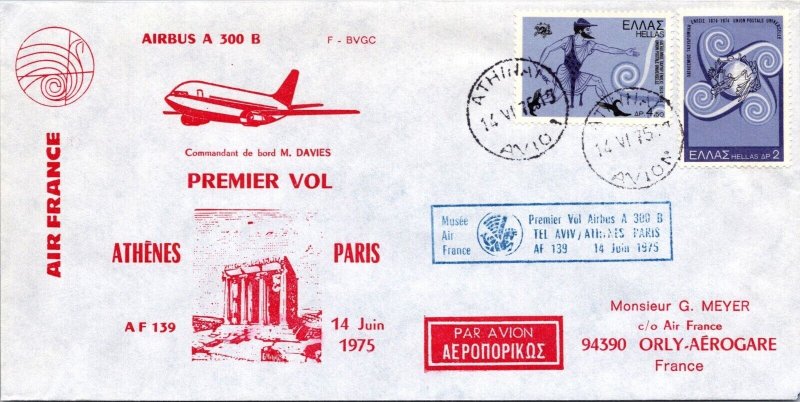 AIRBUS A 300 B
F - BVGC
AIR FRANCE
Commandant de bord M. DAVIES
PREMIER VOL
ATHÈNES PARIS
AF 139
14 Juin
1975
ΕΛΛΑΣ
HELLAS
ΑΘΗΝΑΙ
14 VI 75
AVION
ΕΛΛΑΣ HELLAS ΔΡ 2
14 VI 75
AVION
Musée
Air
France
Premier Vol Airbus A 300 B
TEL AVIV/ATHENES PARIS
AF 139 14 Juin 1975
PAR AVION
ΑΕΡΟΠΟΡΙΚΩΣ
Monsieur G. MEYER
c/o Air France
94390 ORLY-AÉROGARE
France